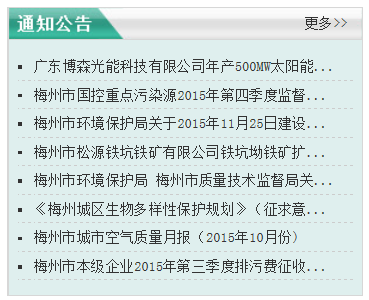 通知公告
更多>>
广东博森光能科技有限公司年产500MW太阳能...
梅州市国控重点污染源2015年第四季度监督...
梅州市环境保护局关于2015年11月25日建设...
梅州市松源铁坑铁矿有限公司铁坑坳铁矿扩...
梅州市环境保护局 梅州市质量技术监督局关...
《梅州城区生物多样性保护规划》（征求意...
梅州市城市空气质量月报（2015年10月份）
梅州市本级企业2015年第三季度排污费征收...